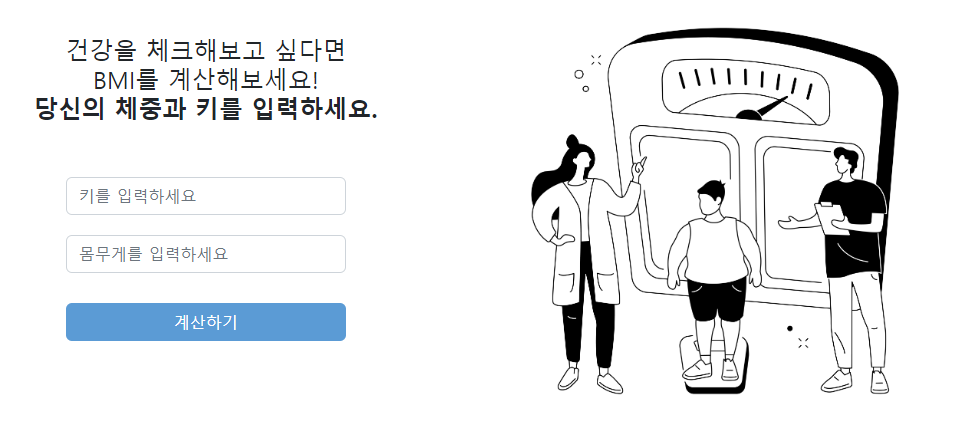 건강을 체크해보고 싶다면
BMI를 계산해보세요!
당신의 체중과 키를 입력하세요.
키를 입력하세요
몸무게를 입력하세요
계산하기